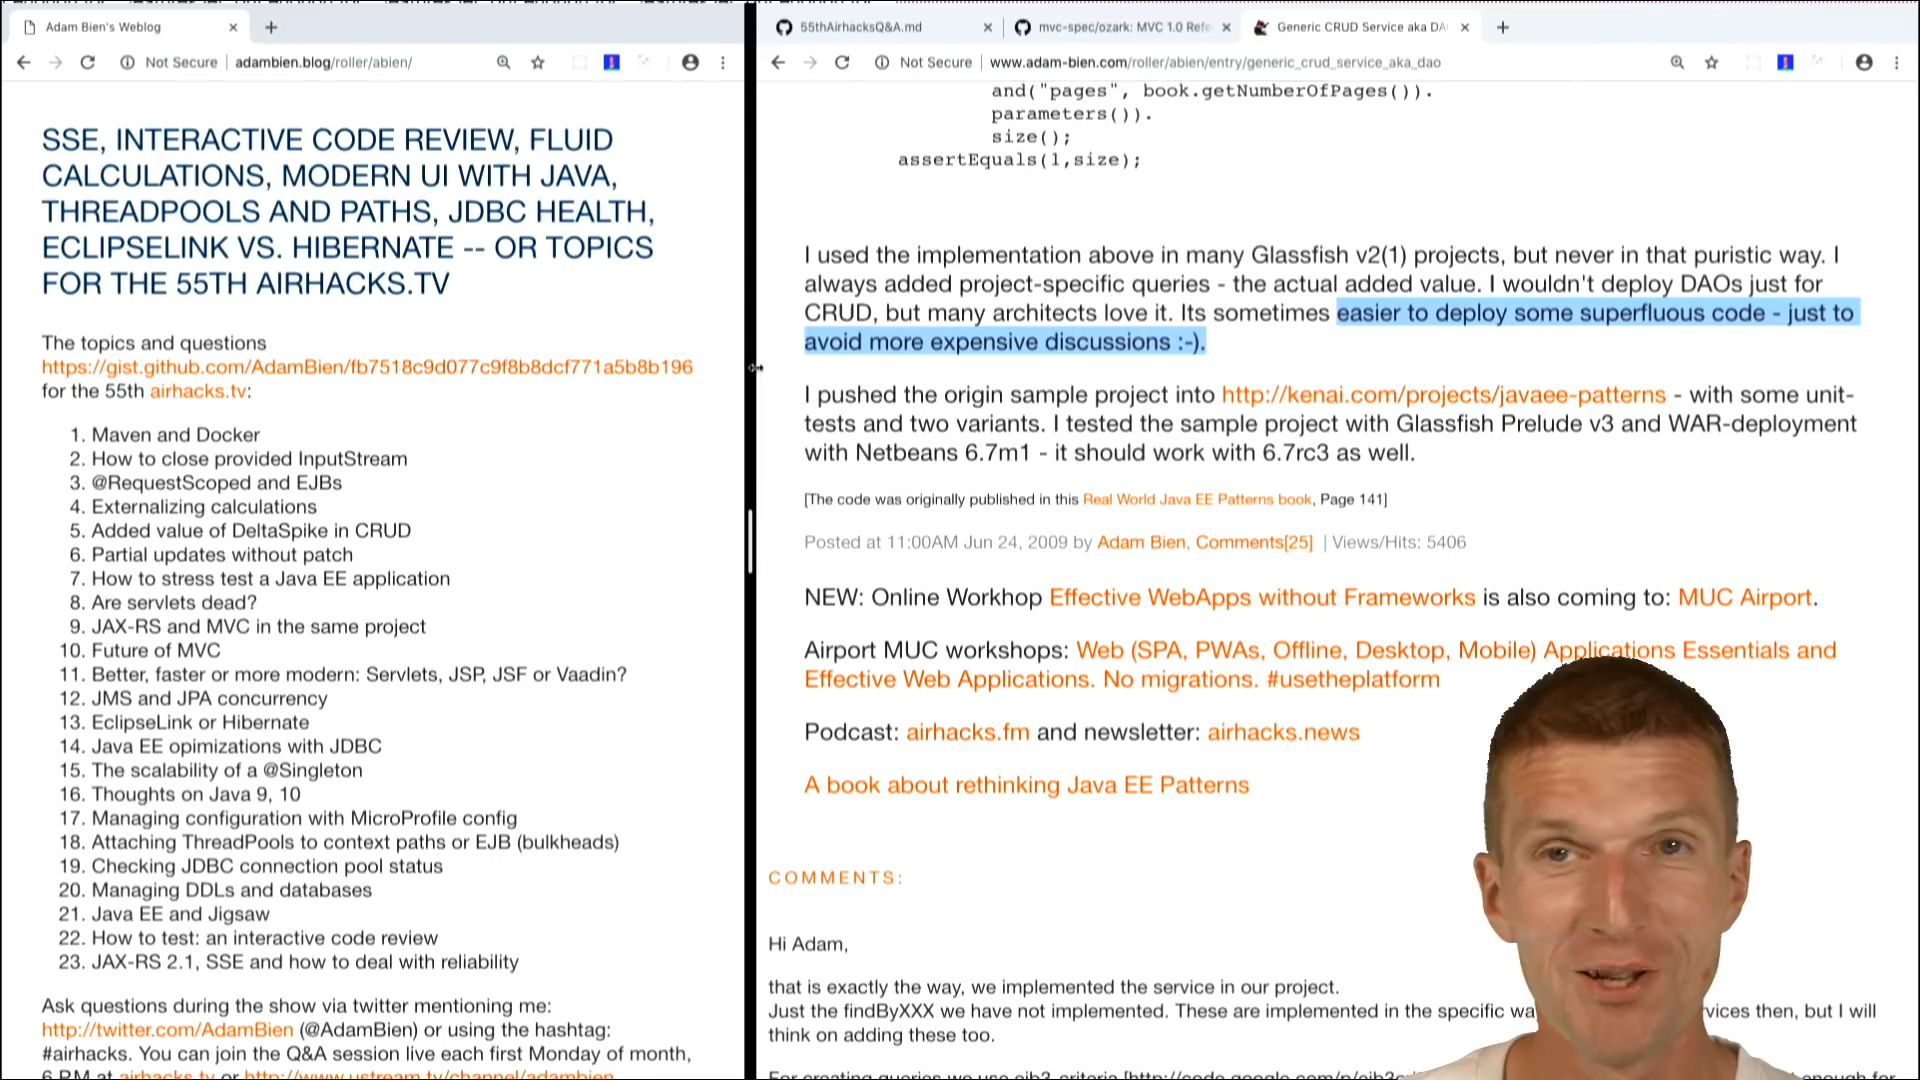 Adam Bien's Weblog
Not Secure | adambien.blog/roller/abien/
SSE, INTERACTIVE CODE REVIEW, FLUID
CALCULATIONS, MODERN UI WITH JAVA,
THREADPOOLS AND PATHS, JDBC HEALTH,
ECLIPSELINK VS. HIBERNATE -- OR TOPICS
FOR THE 55TH AIRHACKS.TV
The topics and questions
https://gist.github.com/AdamBien/fb7518c9d077c9f8b8dcf771a5b8b196
for the 55th airhacks.tv:
1. Maven and Docker
2. How to close provided InputStream
3. @RequestScoped and EJBs
4. Externalizing calculations
5. Added value of DeltaSpike in CRUD
6. Partial updates without patch
7. How to stress test a Java EE application
8. Are servlets dead?
9. JAX-RS and MVC in the same project
10. Future of MVC
11. Better, faster or more modern: Servlets, JSP, JSF or Vaadin?
12. JMS and JPA concurrency
13. EclipseLink or Hibernate
14. Java EE opimizations with JDBC
15. The scalability of a @Singleton
16. Thoughts on Java 9, 10
17. Managing configuration with MicroProfile config
18. Attaching ThreadPools to context paths or EJB (bulkheads)
19. Checking JDBC connection pool status
20. Managing DDLs and databases
21. Java EE and Jigsaw
22. How to test: an interactive code review
23. JAX-RS 2.1, SSE and how to deal with reliability
Ask questions during the show via twitter mentioning me:
http://twitter.com/AdamBien (@AdamBien) or using the hashtag:
#airhacks. You can join the Q&A session live each first Monday of month,
6 PM at airhacks.tv or http://www.ustream.tv/channel/adambien
55thAirhacksQ&A.md
mvc-spec/ozark: MVC 1.0 Refe
Generic CRUD Service aka DA
Not Secure | www.adam-bien.com/roller/abien/entry/generic_crud_service_aka_dao
and("pages", book.getNumberOfPages()).
parameters()).
size();
assertEquals(1,size);
I used the implementation above in many Glassfish v2(1) projects, but never in that puristic way. I
always added project-specific queries - the actual added value. I wouldn't deploy DAOs just for
CRUD, but many architects love it. Its sometimes easier to deploy some superfluous code - just to
avoid more expensive discussions :-).
I pushed the origin sample project into http://kenai.com/projects/javaee-patterns - with some unit-
tests and two variants. I tested the sample project with Glassfish Prelude v3 and WAR-deployment
with Netbeans 6.7m1 - it should work with 6.7rc3 as well.
[The code was originally published in this Real World Java EE Patterns book, Page 141]
Posted at 11:00AM Jun 24, 2009 by Adam Bien, Comments[25] | Views/Hits: 5406
NEW: Online Workhop Effective WebApps without Frameworks is also coming to: MUC Airport.
Airport MUC workshops: Web (SPA, PWAs, Offline, Desktop, Mobile) Applications Essentials and
Effective Web Applications. No migrations. #usetheplatform
Podcast: airhacks.fm and newsletter: airhacks.news
A book about rethinking Java EE Patterns
COMMENTS:
Hi Adam,
that is exactly the way, we implemented the service in our project.
Just the findByXXX we have not implemented. These are implemented in the specific wa vices then, but I will
think on adding these too.